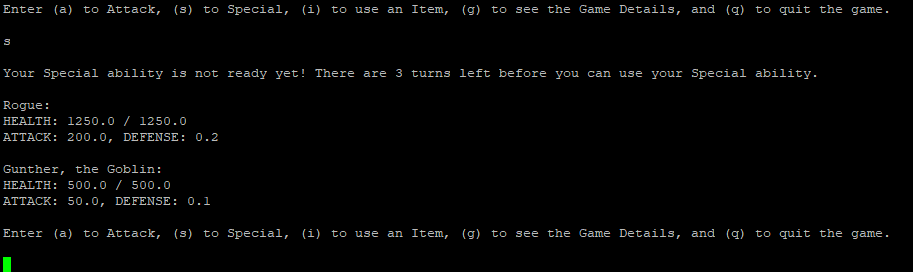 Enter (a) to Attack, (s) to Special, (i) to use an Item, (g) to see the Game Details, and (q) to quit the game.
s
Your Special ability is not ready yet! There are 3 turns left before you can use your Special ability.
Rogue:
HEALTH: 1250.0 / 1250.0
ATTACK: 200.0, DEFENSE: 0.2
Gunther, the Goblin:
HEALTH: 500.0 / 500.0
ATTACK: 50.0, DEFENSE: 0.1
Enter (a) to Attack, (s) to Special, (i) to use an Item, (g) to see the Game Details, and (q) to quit the game.